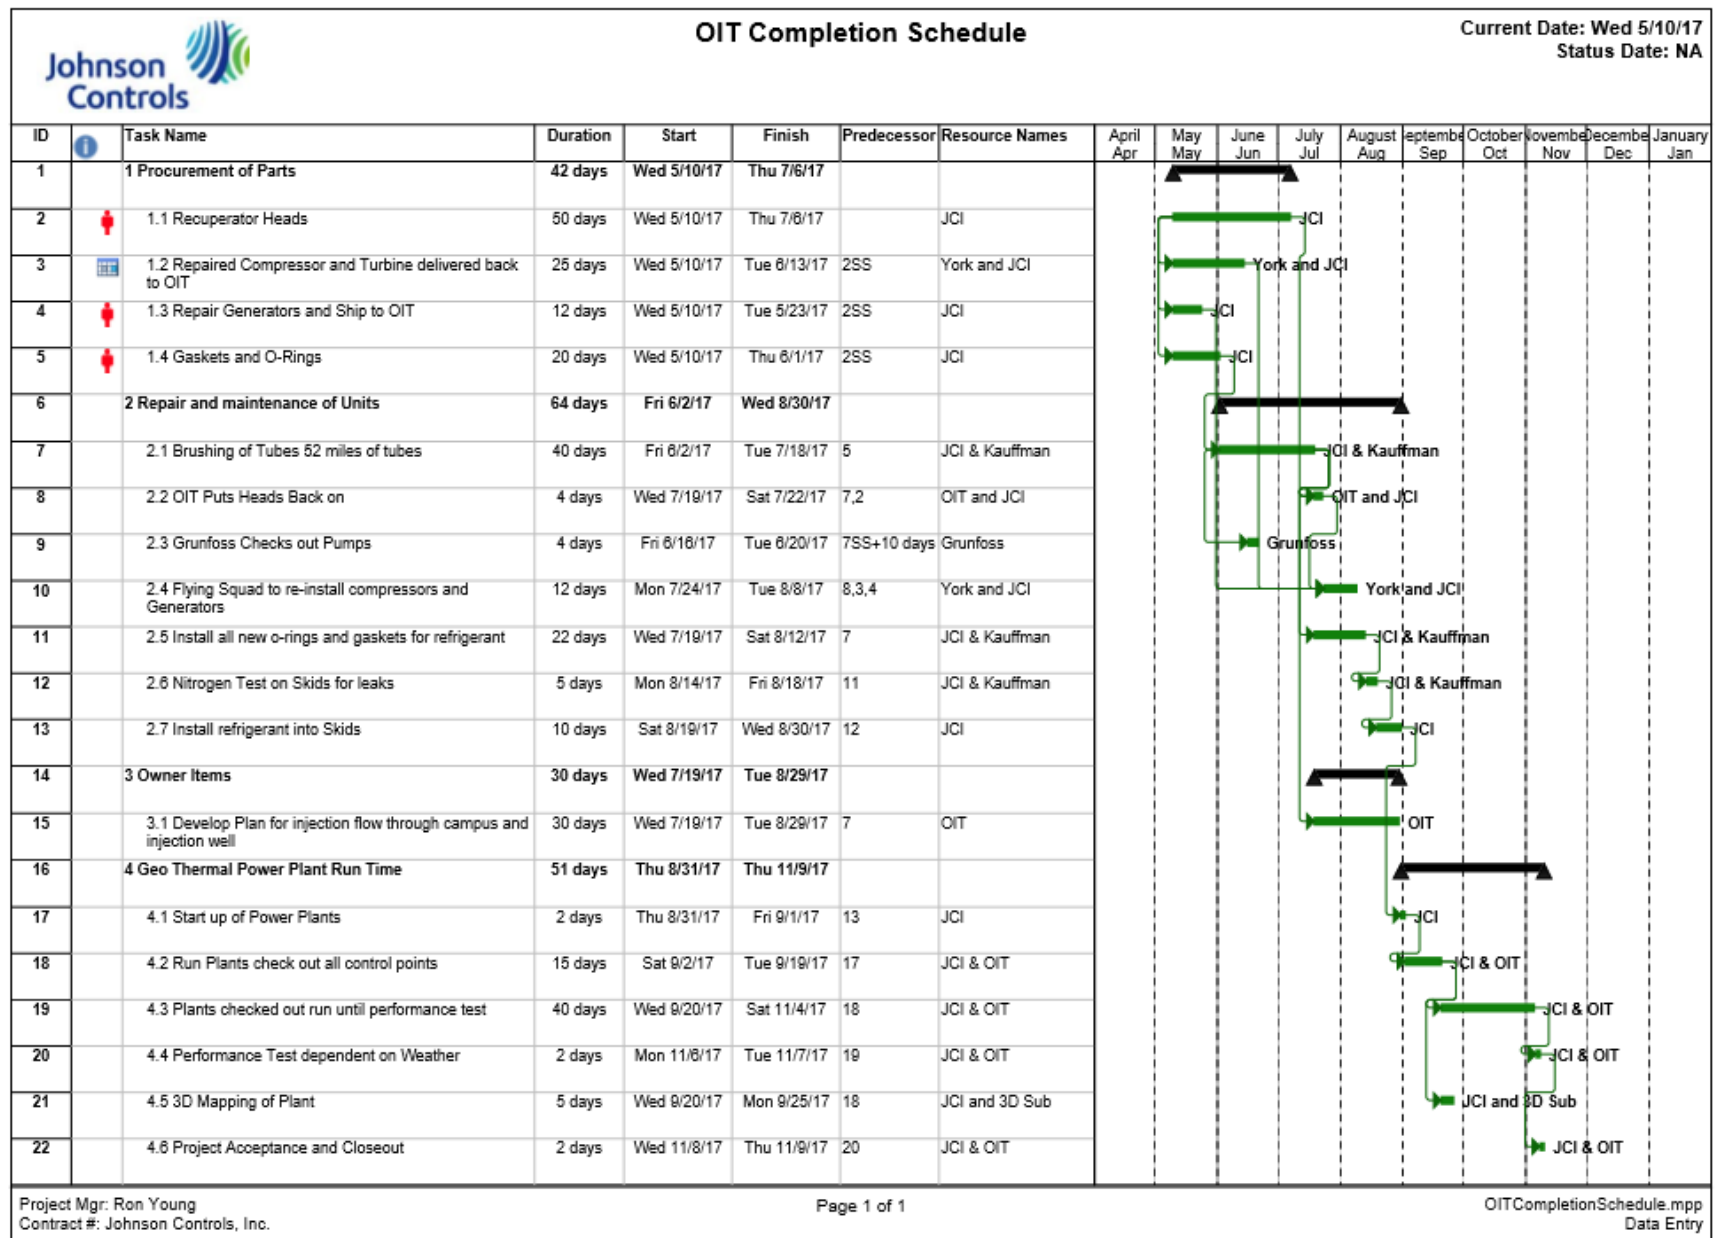 Johnson
Controls
OIT Completion Schedule
Current Date: Wed 5/10/17
Status Date: NA
ID Task Name Duration Start Finish Predecessor Resource Names April May June July August eptembe October Novembe Decembe January
Apr May Jun Jul Aug Sep Oct Nov Dec Jan
1 1 Procurement of Parts 42 days Wed 5/10/17 Thu 7/6/17
2 1.1 Recuperator Heads 50 days Wed 5/10/17 Thu 7/6/17 JCI JCI
3 1.2 Repaired Compressor and Turbine delivered back 25 days Wed 5/10/17 Tue 6/13/17 2SS York and JCI York and JCI
to OIT
4 1.3 Repair Generators and Ship to OIT 12 days Wed 5/10/17 Tue 5/23/17 2SS JCI JCI
5 1.4 Gaskets and O-Rings 20 days Wed 5/10/17 Thu 6/1/17 2SS JCI JCI
6 2 Repair and maintenance of Units 64 days Fri 6/2/17 Wed 8/30/17
7 2.1 Brushing of Tubes 52 miles of tubes 40 days Fri 6/2/17 Tue 7/18/17 5 JCI & Kauffman JCI & Kauffman
8 2.2 OIT Puts Heads Back on 4 days Wed 7/19/17 Sat 7/22/17 7,2 OIT and JCI OIT and JCI
9 2.3 Grunfoss Checks out Pumps 4 days Fri 6/16/17 Tue 6/20/17 7SS+10 days Grunfoss Grunfoss
10 2.4 Flying Squad to re-install compressors and 12 days Mon 7/24/17 Tue 8/8/17 8,3,4 York and JCI York and JCI
Generators
11 2.5 Install all new o-rings and gaskets for refrigerant 22 days Wed 7/19/17 Sat 8/12/17 7 JCI & Kauffman JCI & Kauffman
12 2.6 Nitrogen Test on Skids for leaks 5 days Mon 8/14/17 Fri 8/18/17 11 JCI & Kauffman JCI & Kauffman
13 2.7 Install refrigerant into Skids 10 days Sat 8/19/17 Wed 8/30/17 12 JCI JCI
14 3 Owner Items 30 days Wed 7/19/17 Tue 8/29/17
15 3.1 Develop Plan for injection flow through campus and 30 days Wed 7/19/17 Tue 8/29/17 7 OIT OIT
injection well
16 4 Geo Thermal Power Plant Run Time 51 days Thu 8/31/17 Thu 11/9/17
17 4.1 Start up of Power Plants 2 days Thu 8/31/17 Fri 9/1/17 13 JCI JCI
18 4.2 Run Plants check out all control points 15 days Sat 9/2/17 Tue 9/19/17 17 JCI & OIT JCI & OIT
19 4.3 Plants checked out run until performance test 40 days Wed 9/20/17 Sat 11/4/17 18 JCI & OIT JCI & OIT
20 4.4 Performance Test dependent on Weather 2 days Mon 11/6/17 Tue 11/7/17 19 JCI & OIT JCI & OIT
21 4.5 3D Mapping of Plant 5 days Wed 9/20/17 Mon 9/25/17 18 JCI and 3D Sub JCI and 3D Sub
22 4.6 Project Acceptance and Closeout 2 days Wed 11/8/17 Thu 11/9/17 20 JCI & OIT JCI & OIT
Project Mgr: Ron Young
Contract #: Johnson Controls, Inc.
Page 1 of 1
OITCompletionSchedule.mpp
Data Entry